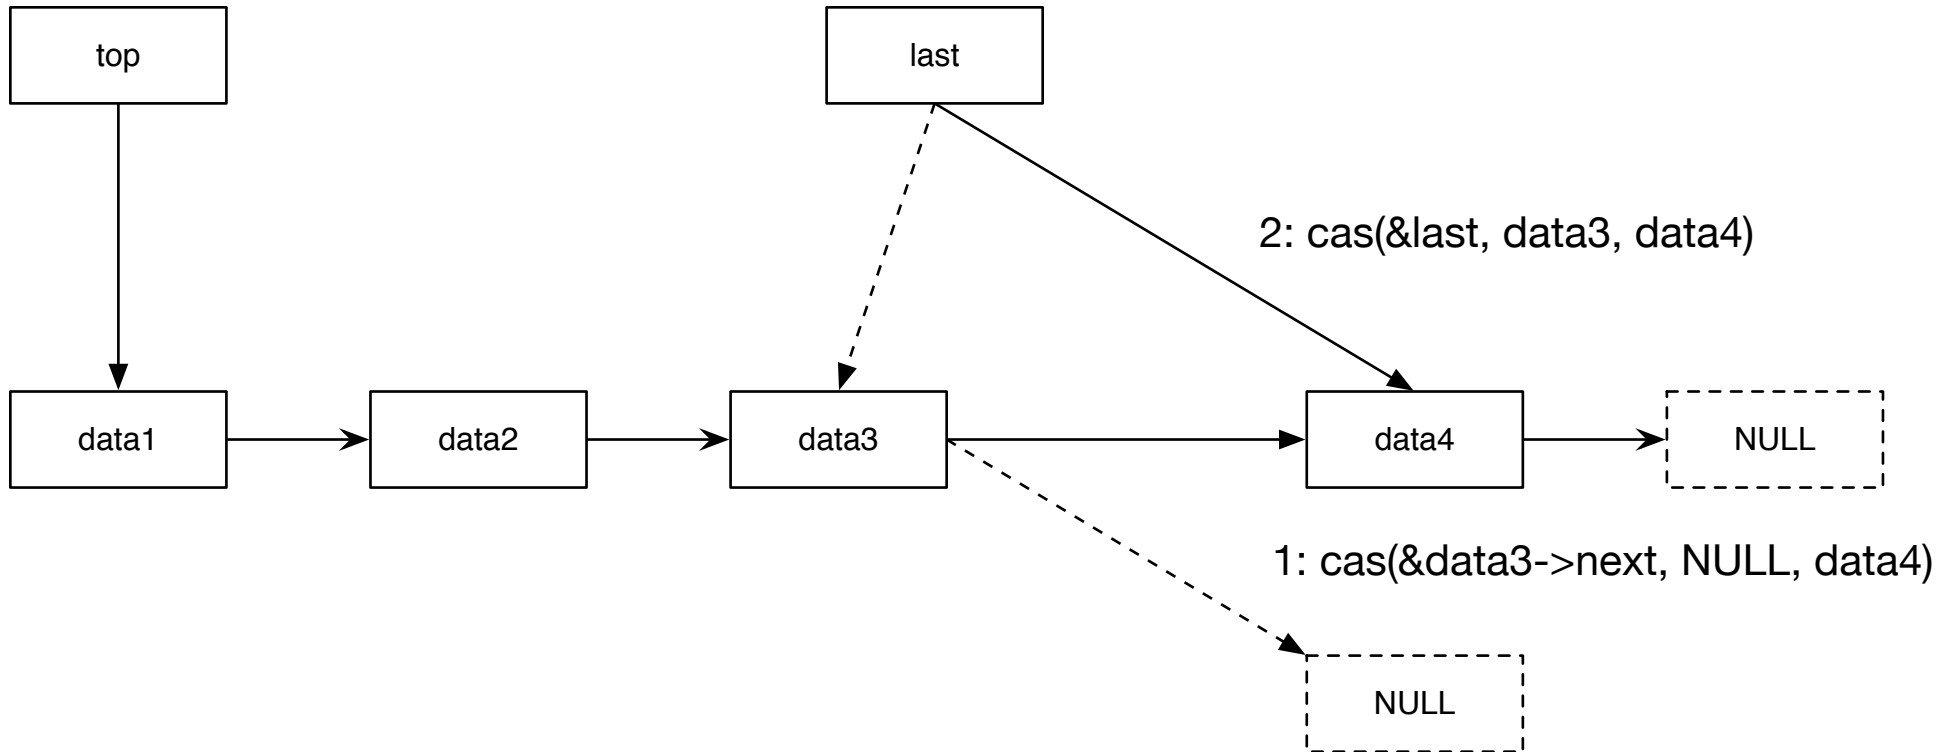 top
last
2: cas(&last, data3, data4)
data1
data2
data3
data4
NULL
1: cas(&data3->next, NULL, data4)
NULL